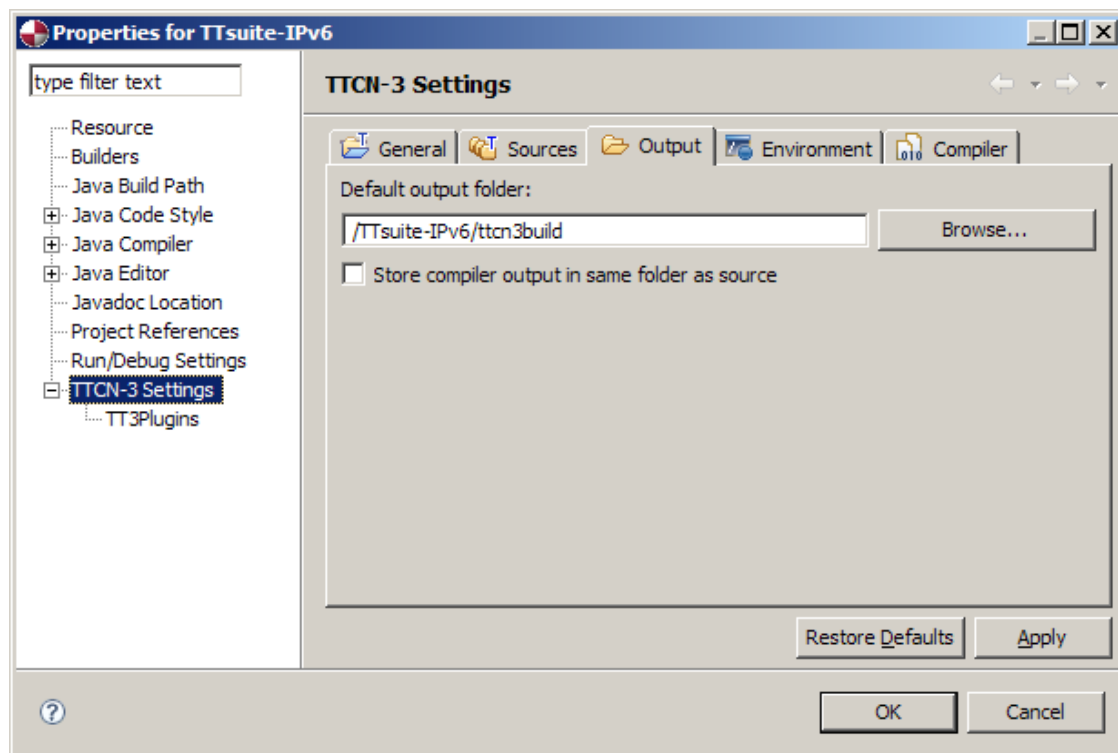 Properties for TTsuite-IPv6
type filter text
Resource
Builders
Java Build Path
Java Code Style
Java Compiler
Java Editor
Javadoc Location
Project References
Run/Debug Settings
TTCN-3 Settings
TT3Plugins
TTCN-3 Settings
General Sources Output Environment Compiler
Default output folder:
/TTsuite-IPv6/ttcn3build Browse...
Store compiler output in same folder as source
Restore Defaults Apply
OK Cancel